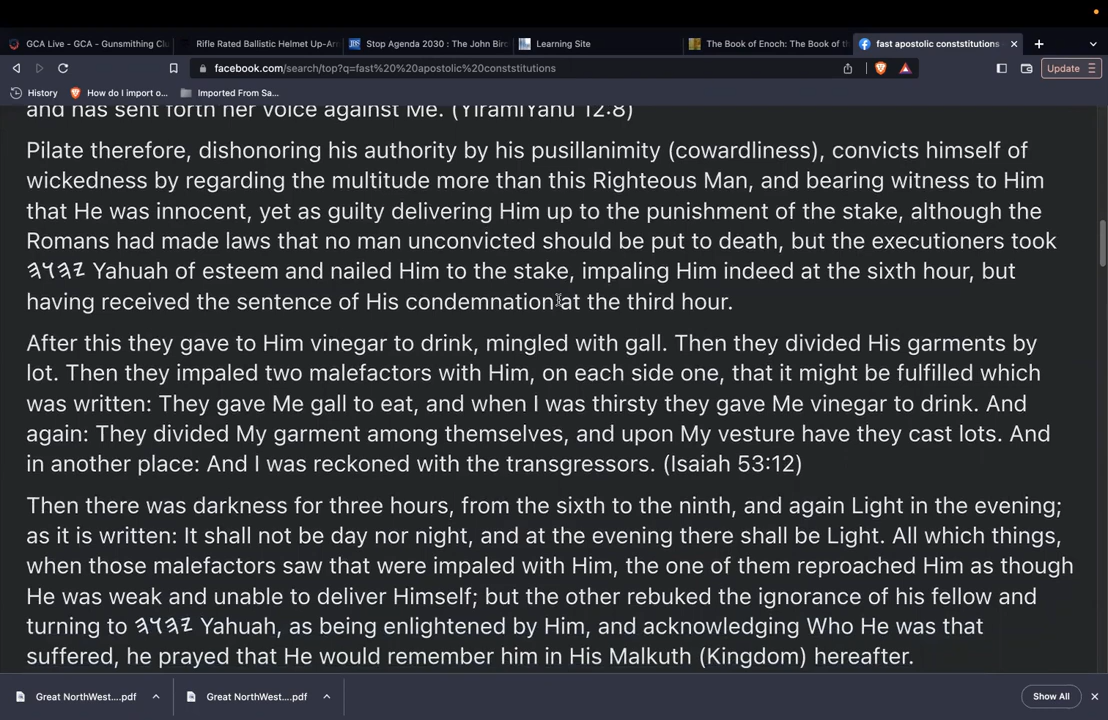 GCA Live - GCA - Gunsmithing Clu
Rifle Rated Ballistic Helmet Up-Ar
Stop Agenda 2030 : The John Birc
Learning Site
The Book of Enoch: The Book of th
fast apostolic conststitutions
facebook.com/search/top?q=fast%20%20apostolic%20conststitutions
Update
History
How do I import o...
Imported From Sa...
and has sent forth her voice against Me. (YiramiYahu 12:8)
Pilate therefore, dishonoring his authority by his pusillanimity (cowardliness), convicts himself of
wickedness by regarding the multitude more than this Righteous Man, and bearing witness to Him
that He was innocent, yet as guilty delivering Him up to the punishment of the stake, although the
Romans had made laws that no man unconvicted should be put to death, but the executioners took
𐤄𐤅𐤄𐤉 Yahuah of esteem and nailed Him to the stake, impaling Him indeed at the sixth hour, but
having received the sentence of His condemnation at the third hour.
After this they gave to Him vinegar to drink, mingled with gall. Then they divided His garments by
lot. Then they impaled two malefactors with Him, on each side one, that it might be fulfilled which
was written: They gave Me gall to eat, and when I was thirsty they gave Me vinegar to drink. And
again: They divided My garment among themselves, and upon My vesture have they cast lots. And
in another place: And I was reckoned with the transgressors. (Isaiah 53:12)
Then there was darkness for three hours, from the sixth to the ninth, and again Light in the evening;
as it is written: It shall not be day nor night, and at the evening there shall be Light. All which things,
when those malefactors saw that were impaled with Him, the one of them reproached Him as though
He was weak and unable to deliver Himself; but the other rebuked the ignorance of his fellow and
turning to 𐤄𐤅𐤄𐤉 Yahuah, as being enlightened by Him, and acknowledging Who He was that
suffered, he prayed that He would remember him in His Malkuth (Kingdom) hereafter.
Great NorthWest....pdf
Great NorthWest....pdf
Show All